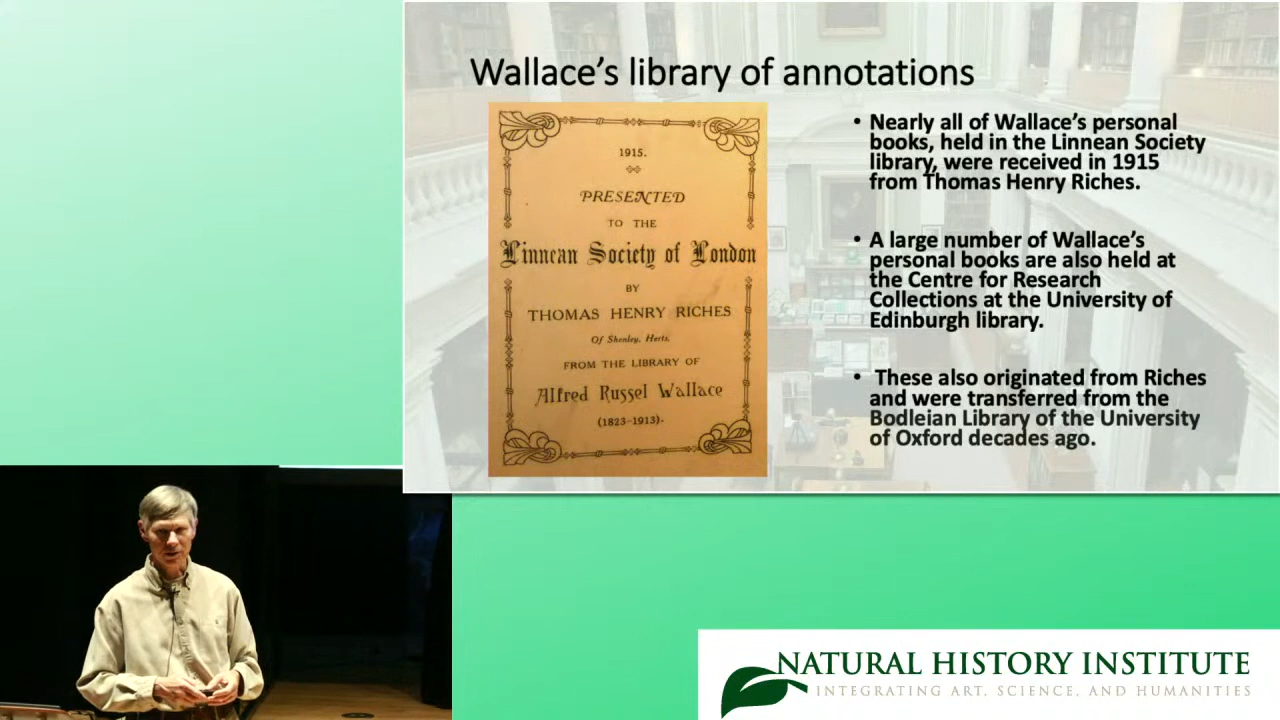 Wallace's library of annotations
1915.
PRESENTED
TO THE
Linnean Society of London
BY
THOMAS HENRY RICHES
Of Shenley, Herts.
FROM THE LIBRARY OF
Alfred Russel Wallace
(1823-1913).
• Nearly all of Wallace's personal
books, held in the Linnean Society
library, were received in 1915
from Thomas Henry Riches.
• A large number of Wallace's
personal books are also held at
the Centre for Research
Collections at the University of
Edinburgh library.
• These also originated from Riches
and were transferred from the
Bodleian Library of the University
of Oxford decades ago.
NATURAL HISTORY INSTITUTE
INTEGRATING ART, SCIENCE, AND HUMANITIES